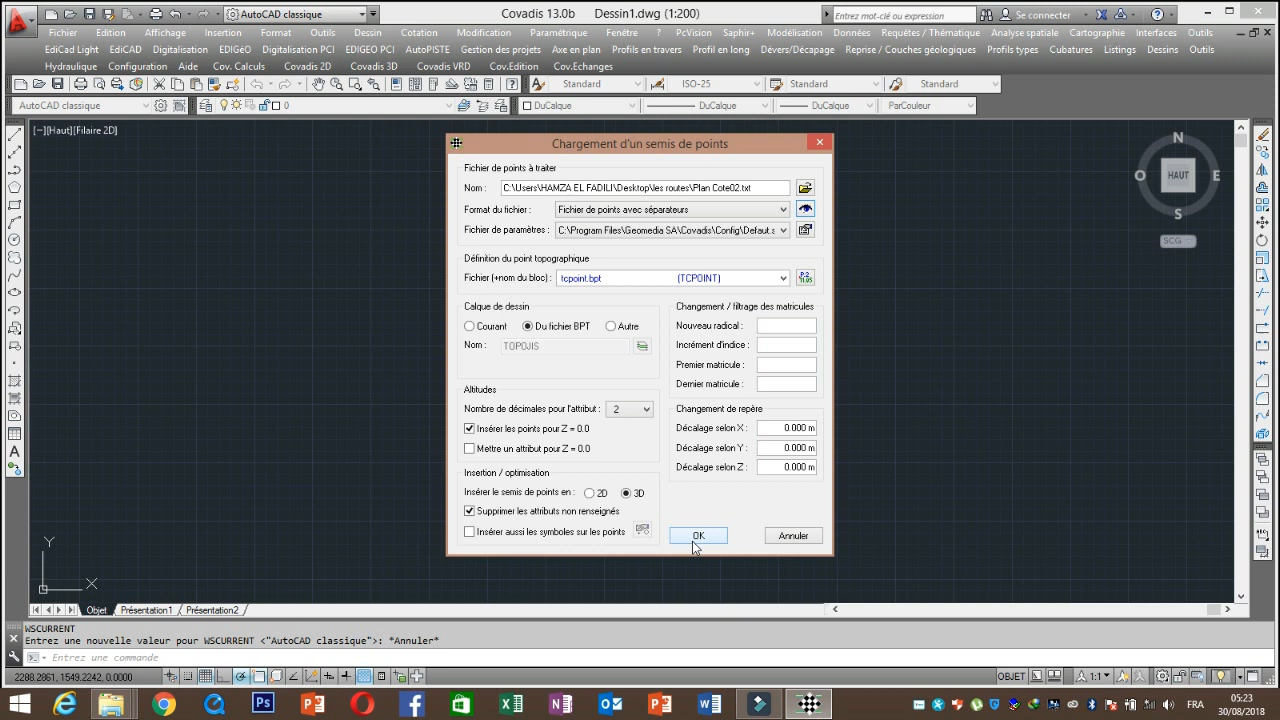 AutoCAD classique
Covadis 13.0b Dessin1.dwg (1:200)
Entrez mot-clé ou expression
Se connecter
Fichier Edition Affichage Insertion Format Outils Dessin Cotation Modification Paramétrique Fenêtre ? PcVision Saphir+ Modélisation Données Requêtes / Thématique Analyse spatiale Cartographie Interfaces Outils
EdiCad Light EdiCAD Digitalisation EDIGéO Digitalisation PCI EDIGEO PCI AutoPISTE Gestion des projets Axe en plan Profils en travers Profil en long Dévers/Décapage Reprise / Couches géologiques Profils types Cubatures Listings Dessins Outils
Hydraulique Configuration Aide Cov. Calculs Covadis 2D Covadis 3D Covadis VRD Cov.Edition Cov.Echanges
Standard ISO-25 Standard Standard
AutoCAD classique 0 DuCalque DuCalque DuCalque ParCouleur
[−][Haut][Filaire 2D]
N
O HAUT E
S
SCG
Chargement d'un semis de points
Fichier de points à traiter
Nom : C:\Users\HAMZA EL FADILI\Desktop\les routes\Plan Cote02.txt
Format du fichier : Fichier de points avec séparateurs
Fichier de paramètres : C:\Program Files\Geomedia SA\Covadis\Config\Defaut.s
Définition du point topographique
Fichier (+nom du bloc) : tcpoint.bpt (TCPOINT)
Calque de dessin
Courant Du fichier BPT Autre
Nom : TOPOJIS
Altitudes
Nombre de décimales pour l'attribut : 2
Insérer les points pour Z = 0.0
Mettre un attribut pour Z = 0.0
Insertion / optimisation
Insérer le semis de points en : 2D 3D
Supprimer les attributs non renseignés
Insérer aussi les symboles sur les points
Changement / filtrage des matricules
Nouveau radical :
Incrément d'indice :
Premier matricule :
Dernier matricule :
Changement de repère
Décalage selon X : 0.000 m
Décalage selon Y : 0.000 m
Décalage selon Z : 0.000 m
OK Annuler
Y
X
Objet Présentation1 Présentation2
WSCURRENT
Entrez une nouvelle valeur pour WSCURRENT <"AutoCAD classique">: *Annuler*
Entrez une commande
2288.2861, 1549.2242, 0.0000
OBJET
1:1
Ps
FRA
05:23
30/08/2018